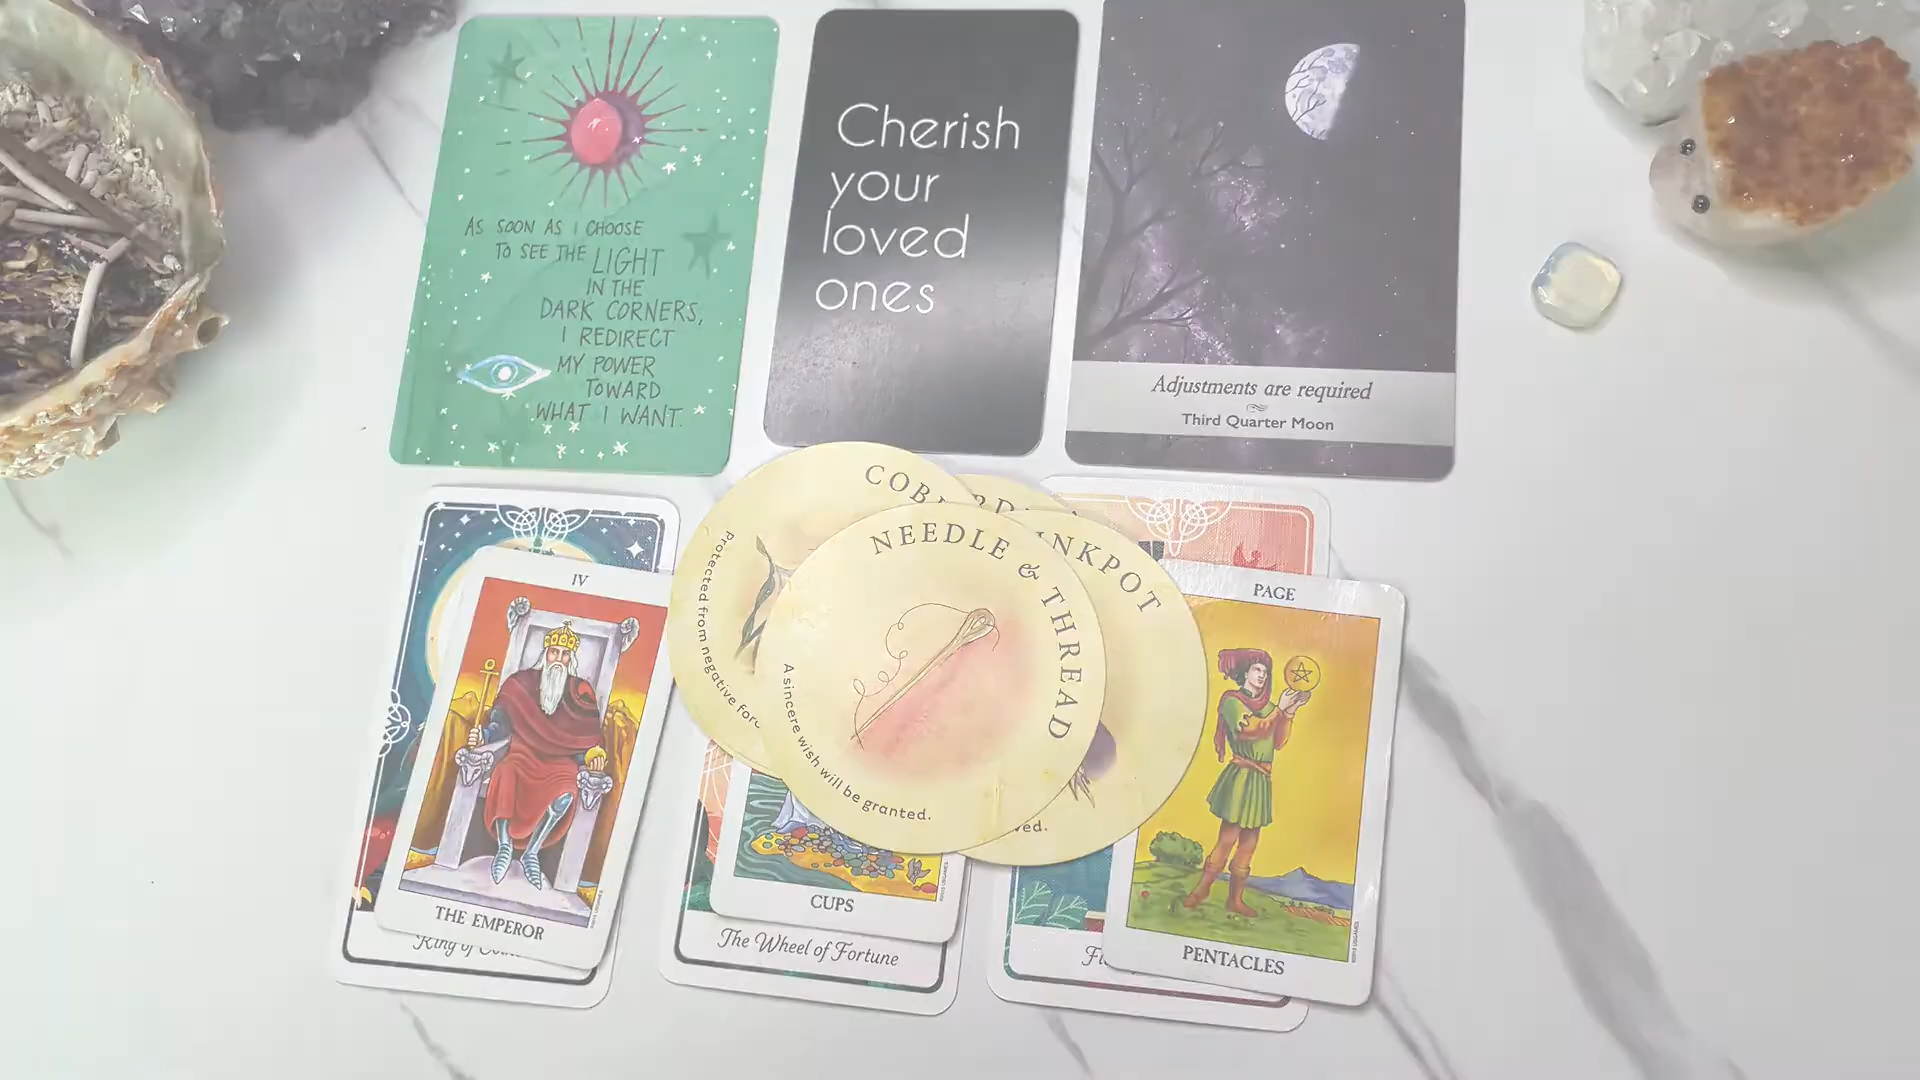 AS SOON AS I CHOOSE
TO SEE THE LIGHT
IN THE
DARK CORNERS,
I REDIRECT
MY POWER
TOWARD
WHAT I WANT.
Cherish
your
loved
ones
Adjustments are required
Third Quarter Moon
IV
THE EMPEROR
King of
Protected from negative
NEEDLE & THREAD
A sincere wish will be granted.
INKPOT
CUPS
The Wheel of Fortune
PAGE
PENTACLES